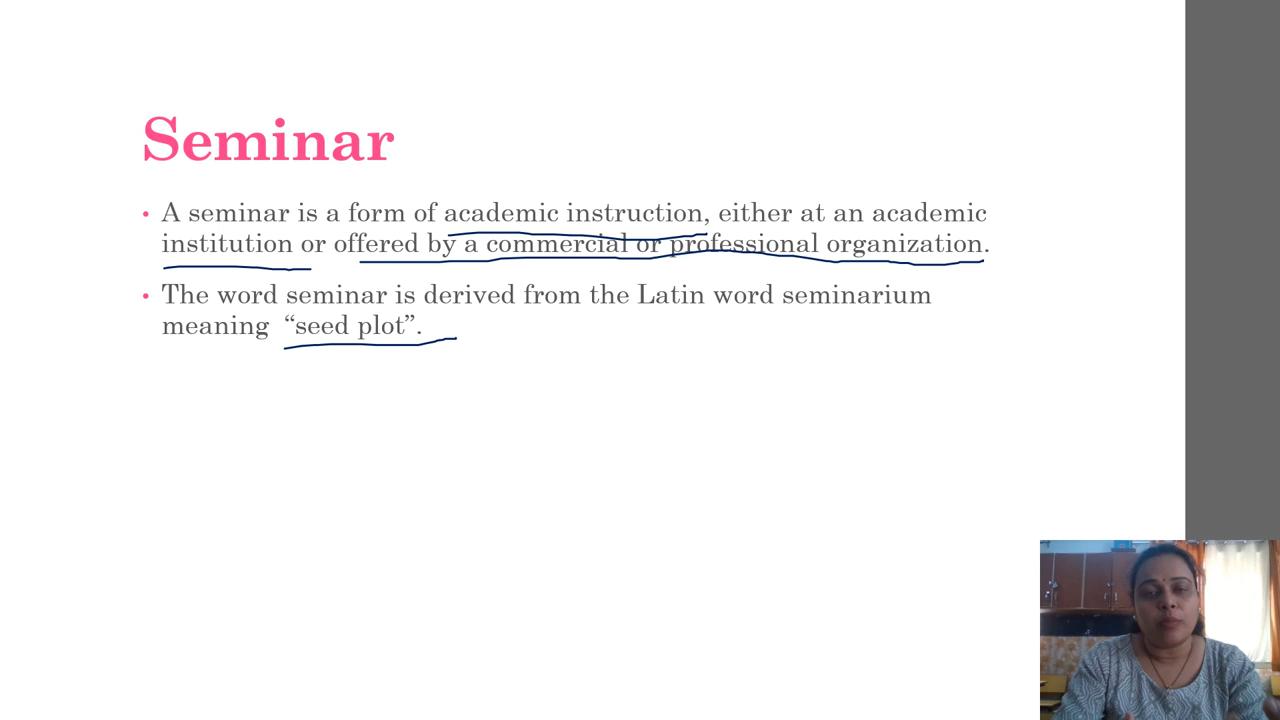 Seminar
• A seminar is a form of academic instruction, either at an academic
institution or offered by a commercial or professional organization.
• The word seminar is derived from the Latin word seminarium
meaning “seed plot”.